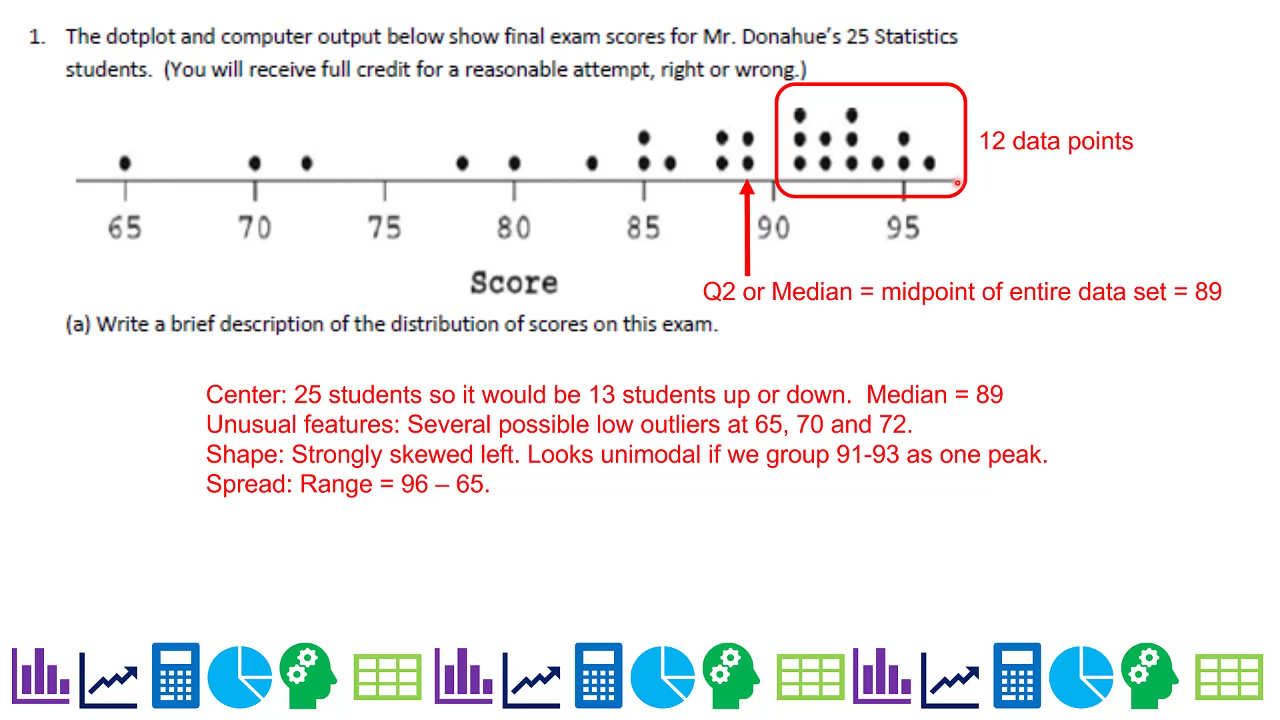 1. The dotplot and computer output below show final exam scores for Mr. Donahue's 25 Statistics
students. (You will receive full credit for a reasonable attempt, right or wrong.)
12 data points
65 70 75 80 85 90 95
Score
Q2 or Median = midpoint of entire data set = 89
(a) Write a brief description of the distribution of scores on this exam.
Center: 25 students so it would be 13 students up or down. Median = 89
Unusual features: Several possible low outliers at 65, 70 and 72.
Shape: Strongly skewed left. Looks unimodal if we group 91-93 as one peak.
Spread: Range = 96 – 65.